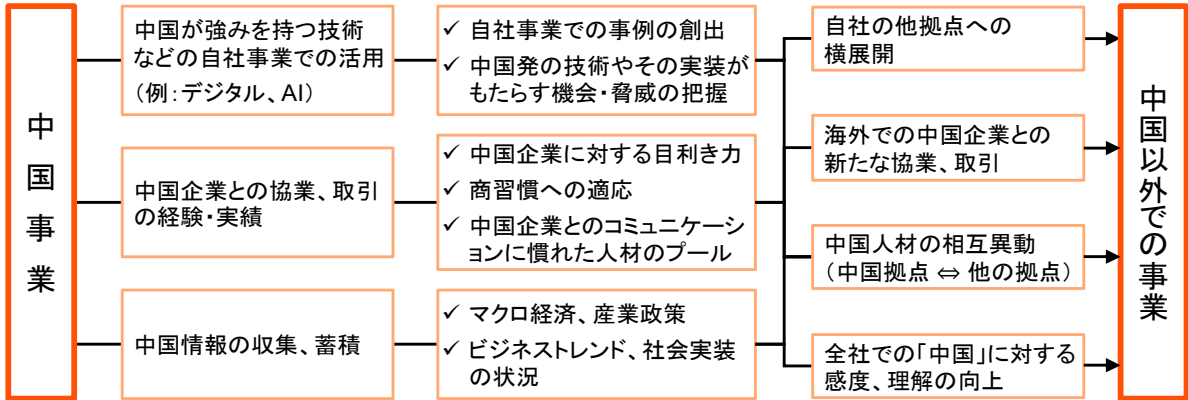 中国事業
中国が強みを持つ技術
などの自社事業での活用
（例：デジタル、AI）
✓ 自社事業での事例の創出
✓ 中国発の技術やその実装が
もたらす機会・脅威の把握
中国企業との協業、取引
の経験・実績
✓ 中国企業に対する目利き力
✓ 商習慣への適応
✓ 中国企業とのコミュニケーシ
ョンに慣れた人材のプール
中国情報の収集、蓄積
✓ マクロ経済、産業政策
✓ ビジネストレンド、社会実装
の状況
自社の他拠点への
横展開
海外での中国企業との
新たな協業、取引
中国人材の相互異動
（中国拠点 ⇔ 他の拠点）
全社での「中国」に対する
感度、理解の向上
中国以外での事業